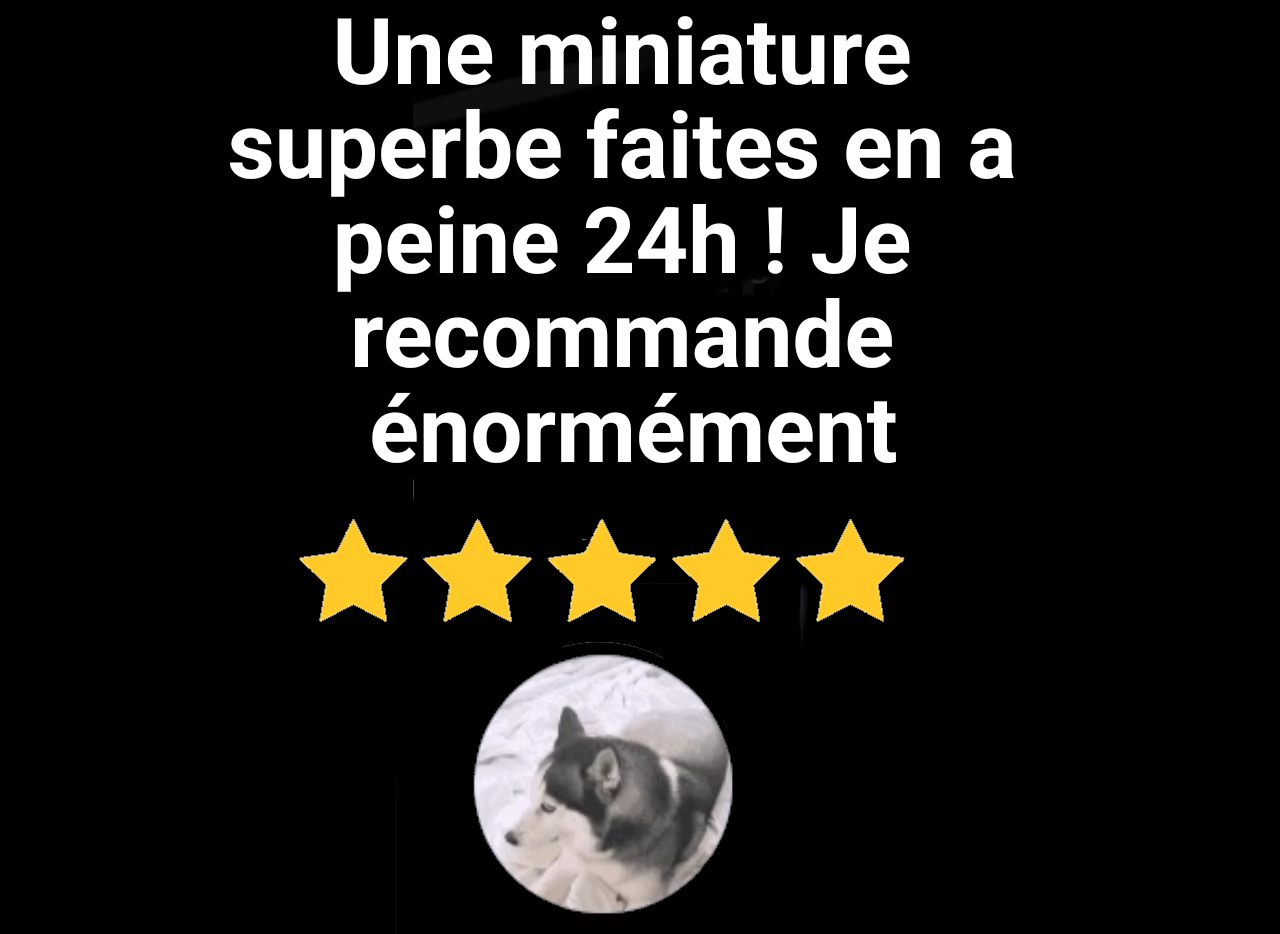 Une miniature
superbe faites en a
peine 24h ! Je
recommande
énormément